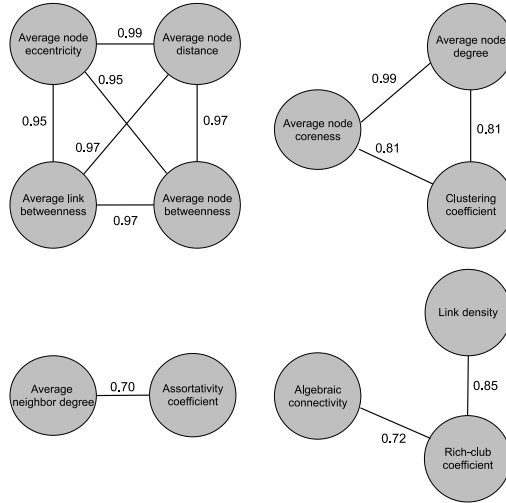 Average node
eccentricity
0.99
Average node
distance
0.95
0.95
0.97
0.97
Average link
betweenness
0.97
Average node
betweenness
Average node
degree
0.99
Average node
coreness
0.81
0.81
Clustering
coefficient
Average
neighbor degree
0.70
Assortativity
coefficient
Link density
Algebraic
connectivity
0.85
0.72
Rich-club
coefficient